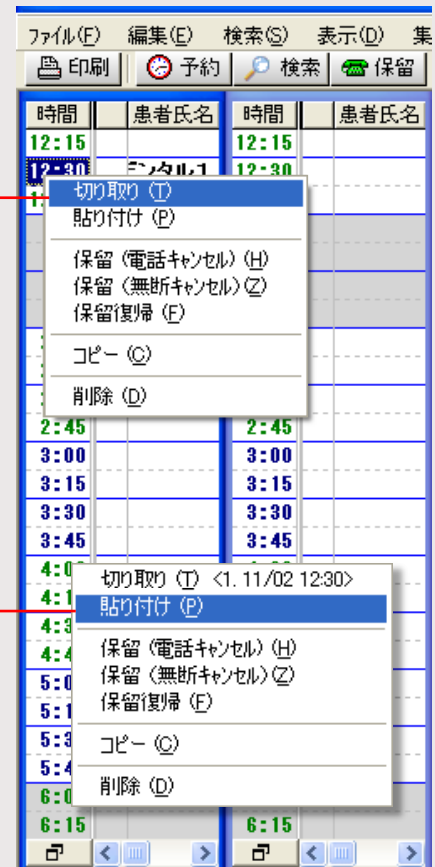 ファイル(F) 編集(E) 検索(S) 表示(D) 集
印刷 予約 検索 保留
時間 患者氏名 時間 患者氏名
12:15 12:15
12:30 デンタル1 12:30
切り取り (T)
貼り付け (P)
保留 (電話キャンセル) (H)
保留 (無断キャンセル) (Z)
保留復帰 (F)
コピー (C)
削除 (D)
2:45 2:45
3:00 3:00
3:15 3:15
3:30 3:30
3:45 3:45
切り取り (T) <1. 11/02 12:30>
貼り付け (P)
保留 (電話キャンセル) (H)
保留 (無断キャンセル) (Z)
保留復帰 (F)
コピー (C)
削除 (D)
6:15 6:15